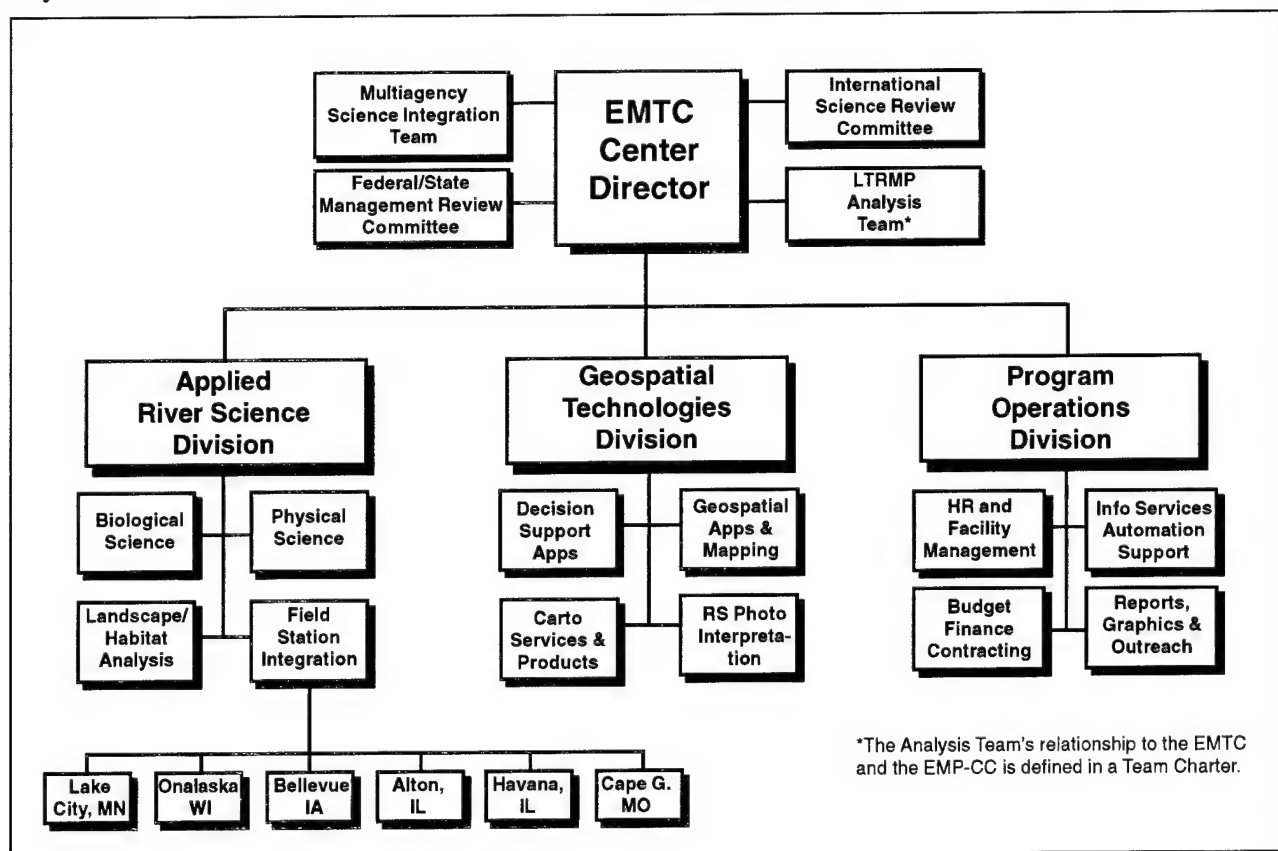 Multiagency
Science Integration
Team
EMTC
Center
Director
International
Science Review
Committee
Federal/State
Management Review
Committee
LTRMP
Analysis
Team*
Applied
River Science
Division
Geospatial
Technologies
Division
Program
Operations
Division
Biological
Science
Physical
Science
Decision
Support
Apps
Geospatial
Apps &
Mapping
HR and
Facility
Management
Info Services
Automation
Support
Landscape/
Habitat
Analysis
Field
Station
Integration
Carto
Services &
Products
RS Photo
Interpreta-
tion
Budget
Finance
Contracting
Reports,
Graphics &
Outreach
Lake
City, MN
Onalaska
WI
Bellevue
IA
Alton,
IL
Havana,
IL
Cape G.
MO
*The Analysis Team's relationship to the EMTC
and the EMP-CC is defined in a Team Charter.